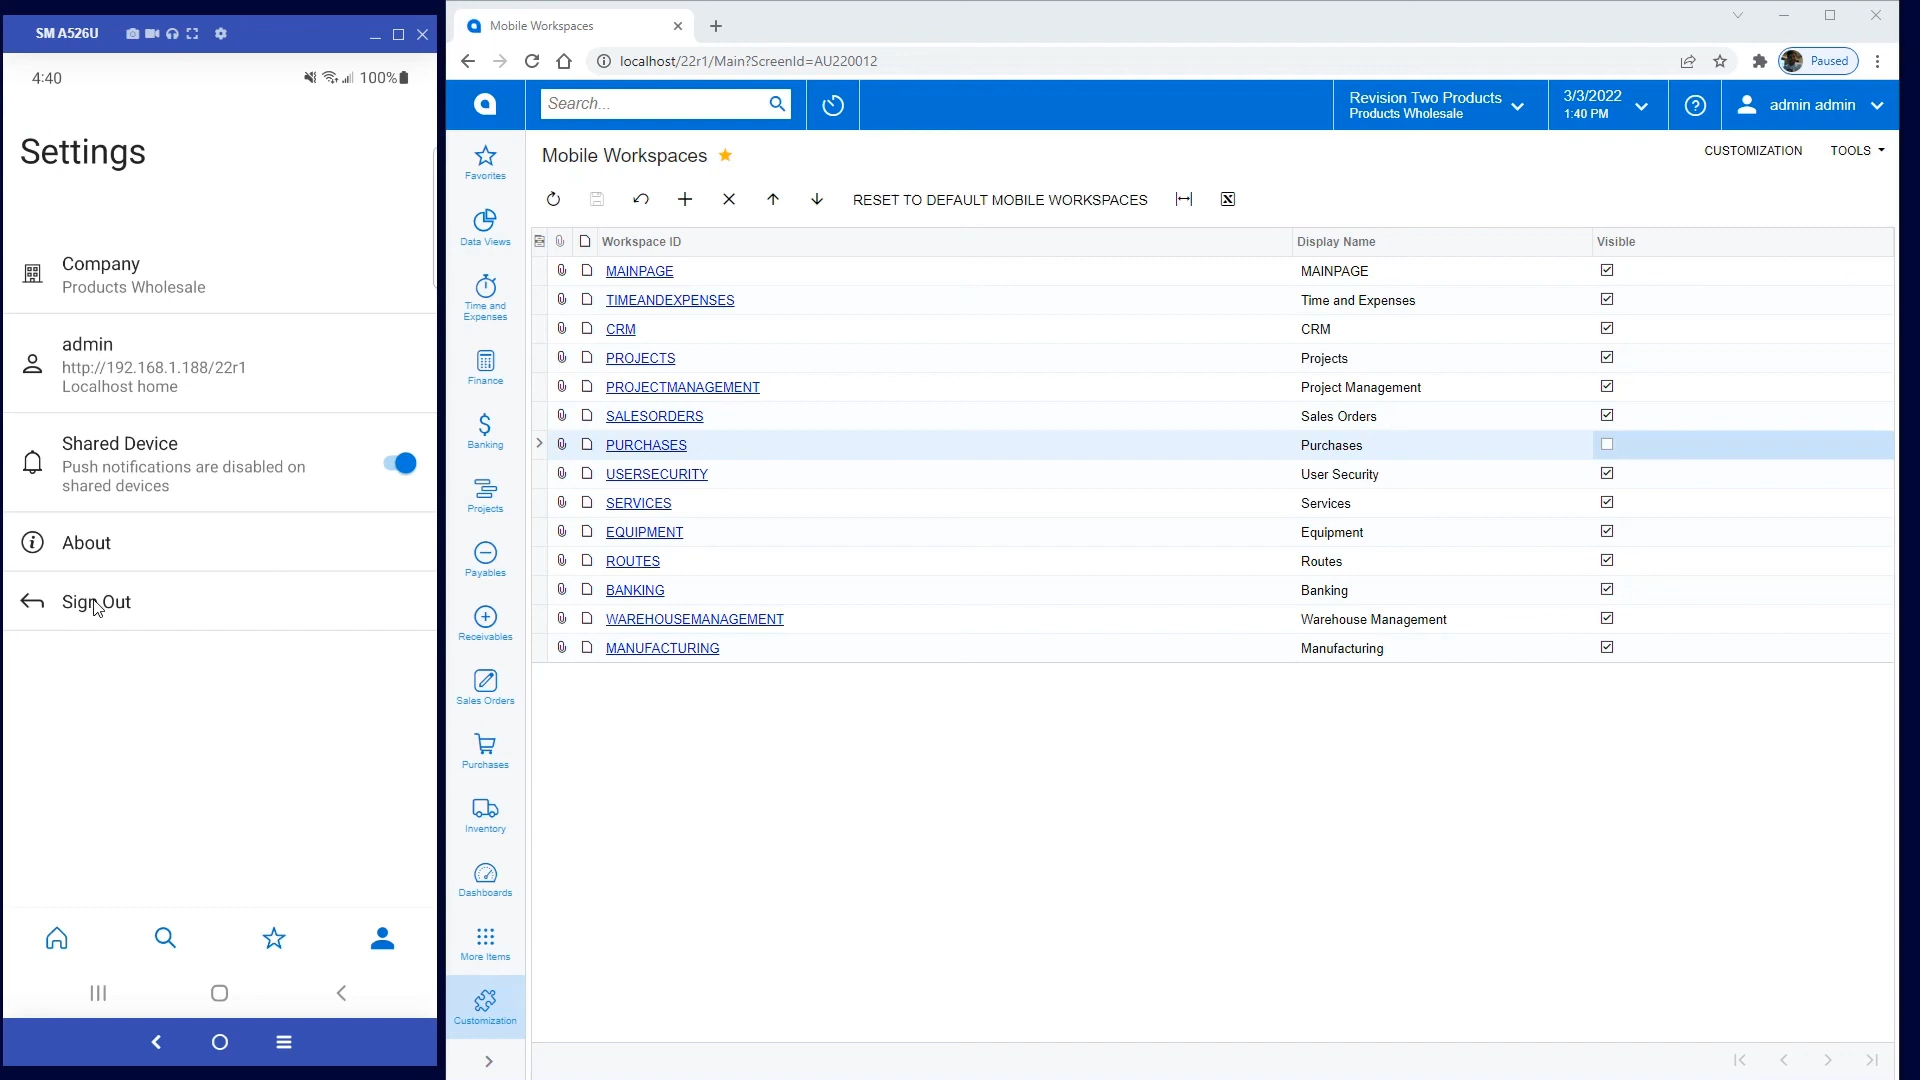 SM A526U
4:40
100%
Settings
Company
Products Wholesale
admin
http://192.168.1.188/22r1
Localhost home
Shared Device
Push notifications are disabled on
shared devices
About
Sign Out
Mobile Workspaces
localhost/22r1/Main?ScreenId=AU220012
Paused
Search...
Revision Two Products
Products Wholesale
3/3/2022
1:40 PM
admin admin
Favorites
Data Views
Time and
Expenses
Finance
Banking
Projects
Payables
Receivables
Sales Orders
Purchases
Inventory
Dashboards
More Items
Customization
Mobile Workspaces
CUSTOMIZATION
TOOLS
RESET TO DEFAULT MOBILE WORKSPACES
Workspace ID Display Name Visible
MAINPAGE MAINPAGE
TIMEANDEXPENSES Time and Expenses
CRM CRM
PROJECTS Projects
PROJECTMANAGEMENT Project Management
SALESORDERS Sales Orders
PURCHASES Purchases
USERSECURITY User Security
SERVICES Services
EQUIPMENT Equipment
ROUTES Routes
BANKING Banking
WAREHOUSEMANAGEMENT Warehouse Management
MANUFACTURING Manufacturing